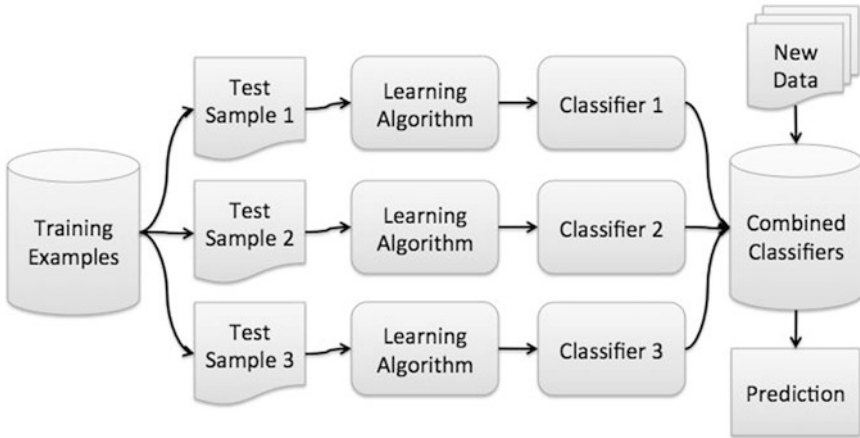 Training
Examples
Test
Sample 1
Learning
Algorithm
Classifier 1
Test
Sample 2
Learning
Algorithm
Classifier 2
Test
Sample 3
Learning
Algorithm
Classifier 3
New
Data
Combined
Classifiers
Prediction